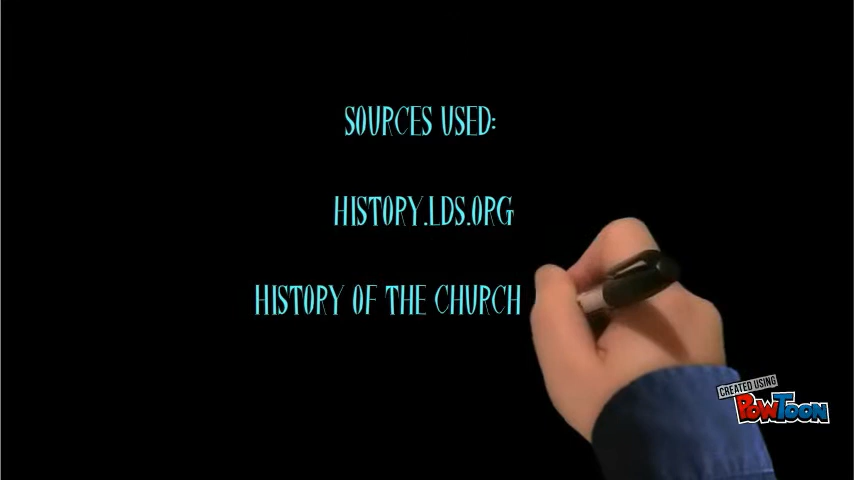 SOURCES USED:
HISTORY.LDS.ORG
HISTORY OF THE CHURCH
CREATED USING
POWTOON